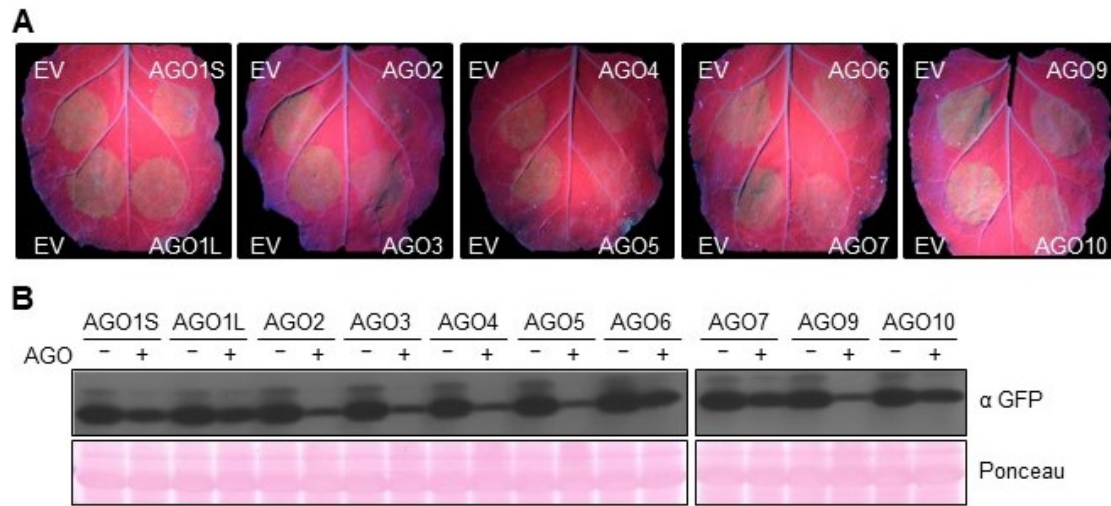 A
EV AGO1S EV AGO2 EV AGO4 EV AGO6 EV AGO9
EV AGO1L EV AGO3 EV AGO5 EV AGO7 EV AGO10
B
AGO1S AGO1L AGO2 AGO3 AGO4 AGO5 AGO6 AGO7 AGO9 AGO10
AGO − + − + − + − + − + − + − + − + − + − +
α GFP
Ponceau